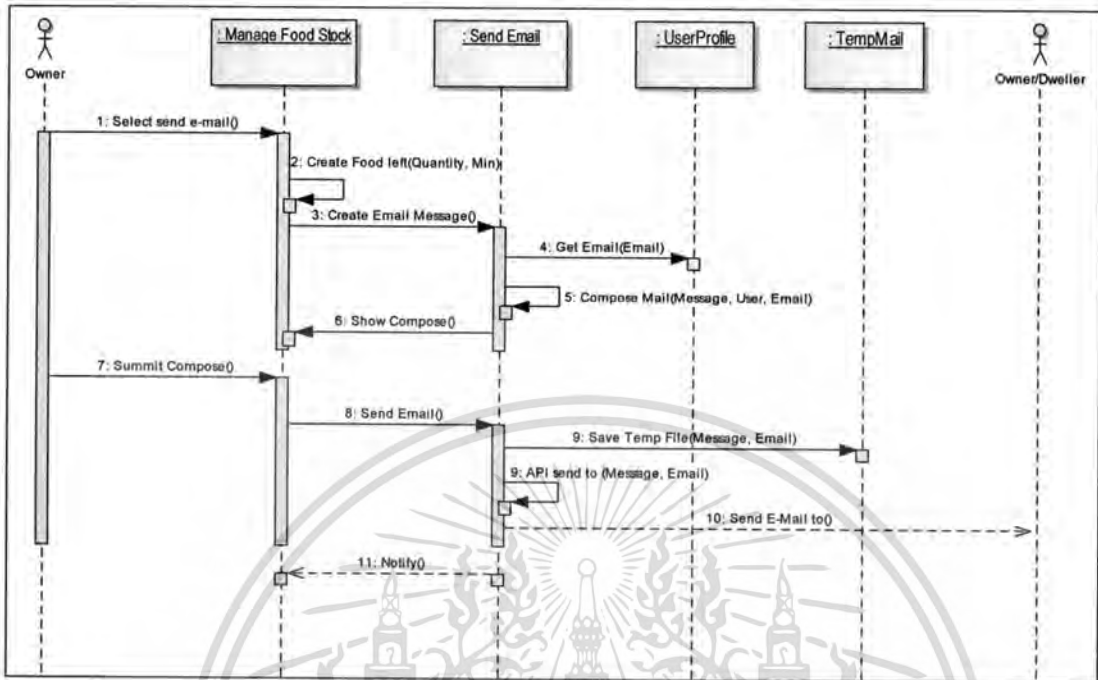 : Manage Food Stock
: Send Email
: UserProfile
: TempMail
Owner
Owner/Dweller
1: Select send e-mail()
2: Create Food left(Quantity, Min)
3: Create Email Message()
4: Get Email(Email)
5: Compose Mail(Message, User, Email)
6: Show Compose()
7: Summit Compose()
8: Send Email()
9: Save Temp File(Message, Email)
9: API send to (Message, Email)
10: Send E-Mail to()
11: Notify()